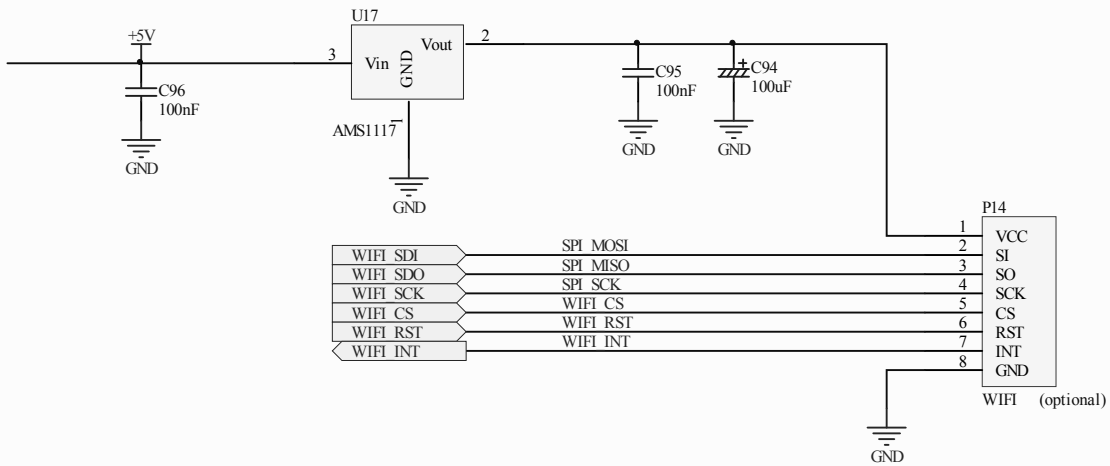 U17
+5V
3
Vin
GND
Vout
2
C96
100nF
GND
AMS1117
1
GND
C95
100nF
GND
C94
100uF
GND
P14
WIFI_SDI SPI_MOSI 2 SI
1 VCC
WIFI_SDO SPI_MISO 3 SO
WIFI_SCK SPI_SCK 4 SCK
WIFI_CS WIFI_CS 5 CS
WIFI_RST WIFI_RST 6 RST
WIFI_INT WIFI_INT 7 INT
8 GND
WIFI (optional)
GND